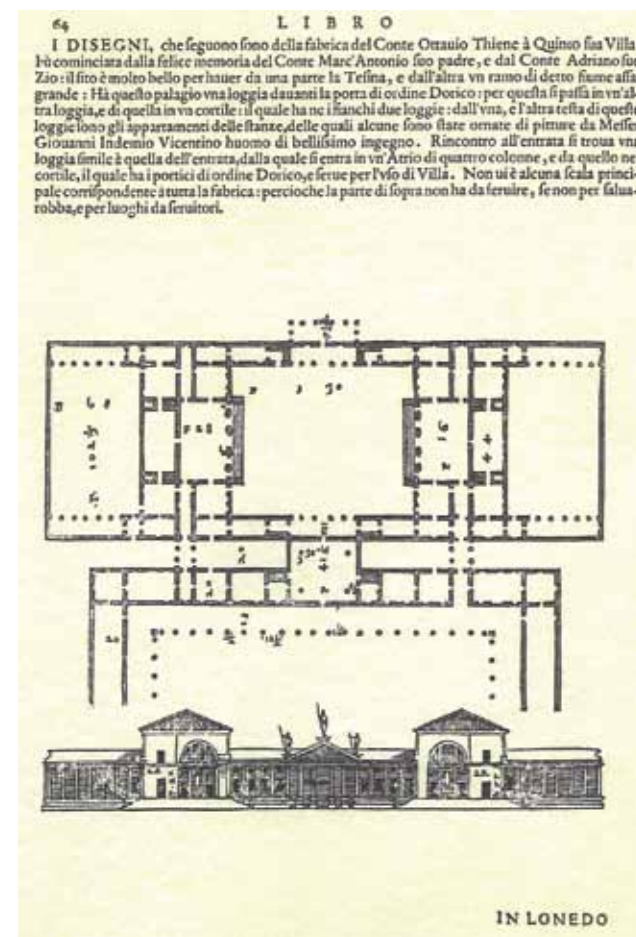 64 LIBRO
I DISEGNI, che ſeguono ſono della fabrica del Conte Ottauio Thiene à Quinto ſua Villa.
Fù cominciata dalla felice memoria del Conte Marc'Antonio ſuo padre, e dal Conte Adriano ſuo
Zio: il ſito è molto bello per hauer da una parte la Teſina, e dall'altra vn ramo di detto fiume aſſai
grande: Hà queſto palagio vna loggia dauanti la porta di ordine Dorico: per queſta ſi paſſa in vn'al-
tra loggia, e di quella in vn cortile: il quale ha ne i fianchi due loggie: dall'vna, e l'altra teſta di queſte
loggie ſono gli appartamenti delle ſtanze, delle quali alcune ſono ſtate ornate di pitture da Meſſer
Giouanni Indemio Vicentino huomo di belliſſimo ingegno. Rincontro all'entrata ſi troua vna
loggia ſimile à quella dell'entrata, dalla quale ſi entra in vn'Atrio di quattro colonne, e da quello nel
cortile, il quale ha i portici di ordine Dorico, e ſerue per l'vſo di Villa. Non ui è alcuna ſcala princi-
pale corriſpondente à tutta la fabrica: percioche la parte di ſopra non ha da ſeruire, ſe non per ſalua-
robba, e per luoghi da ſeruitori.
IN LONEDO